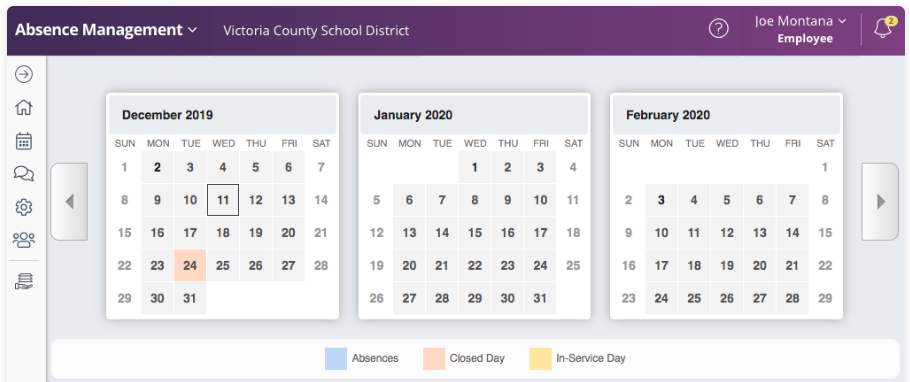 Absence Management
Victoria County School District
?
Joe Montana
Employee
2
December 2019
SUN MON TUE WED THU FRI SAT
1 2 3 4 5 6 7
8 9 10 11 12 13 14
15 16 17 18 19 20 21
22 23 24 25 26 27 28
29 30 31
January 2020
SUN MON TUE WED THU FRI SAT
1 2 3 4
5 6 7 8 9 10 11
12 13 14 15 16 17 18
19 20 21 22 23 24 25
26 27 28 29 30 31
February 2020
SUN MON TUE WED THU FRI SAT
1
2 3 4 5 6 7 8
9 10 11 12 13 14 15
16 17 18 19 20 21 22
23 24 25 26 27 28 29
Absences
Closed Day
In-Service Day